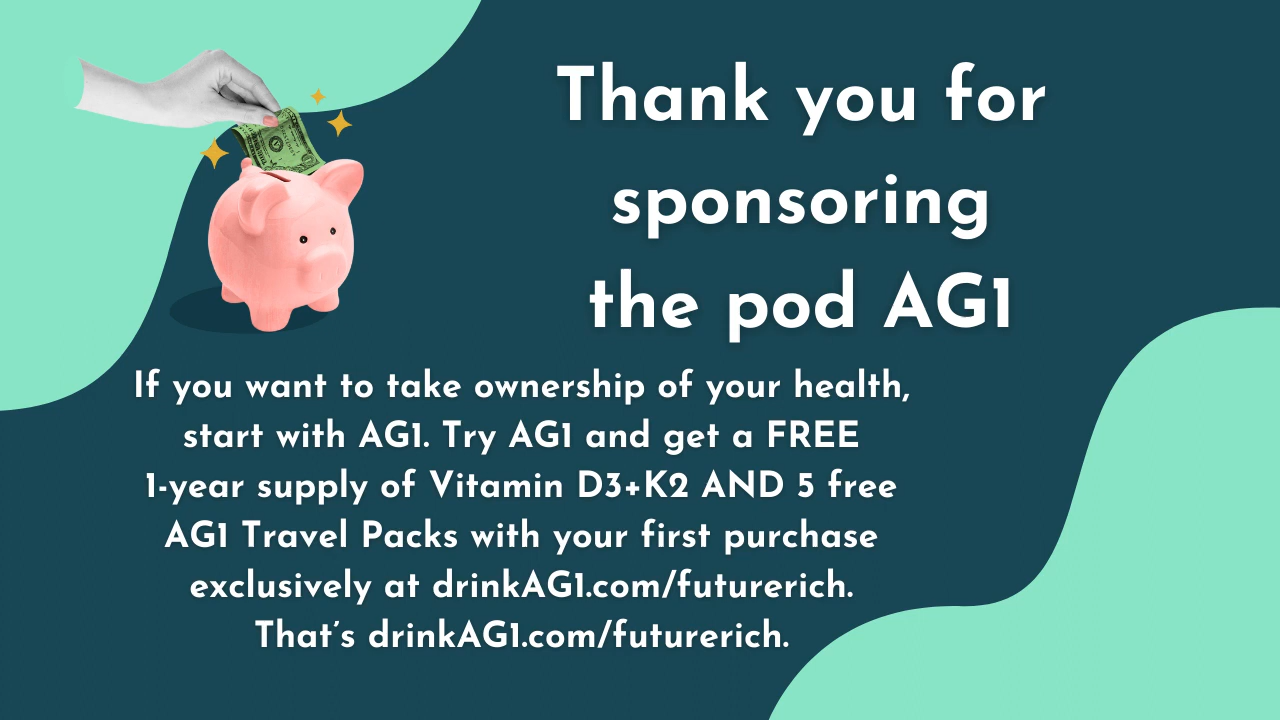 Thank you for
sponsoring
the pod AG1
If you want to take ownership of your health,
start with AG1. Try AG1 and get a FREE
1-year supply of Vitamin D3+K2 AND 5 free
AG1 Travel Packs with your first purchase
exclusively at drinkAG1.com/futurerich.
That’s drinkAG1.com/futurerich.